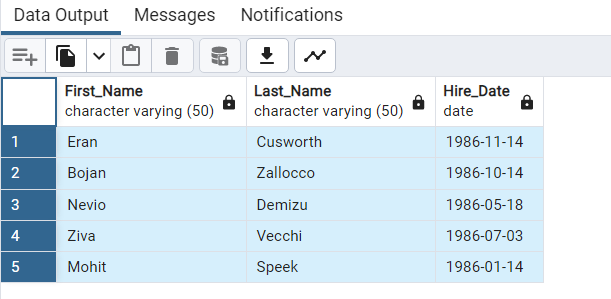 Data Output Messages Notifications
First_Name Last_Name Hire_Date
character varying (50) character varying (50) date
1 Eran Cusworth 1986-11-14
2 Bojan Zallocco 1986-10-14
3 Nevio Demizu 1986-05-18
4 Ziva Vecchi 1986-07-03
5 Mohit Speek 1986-01-14